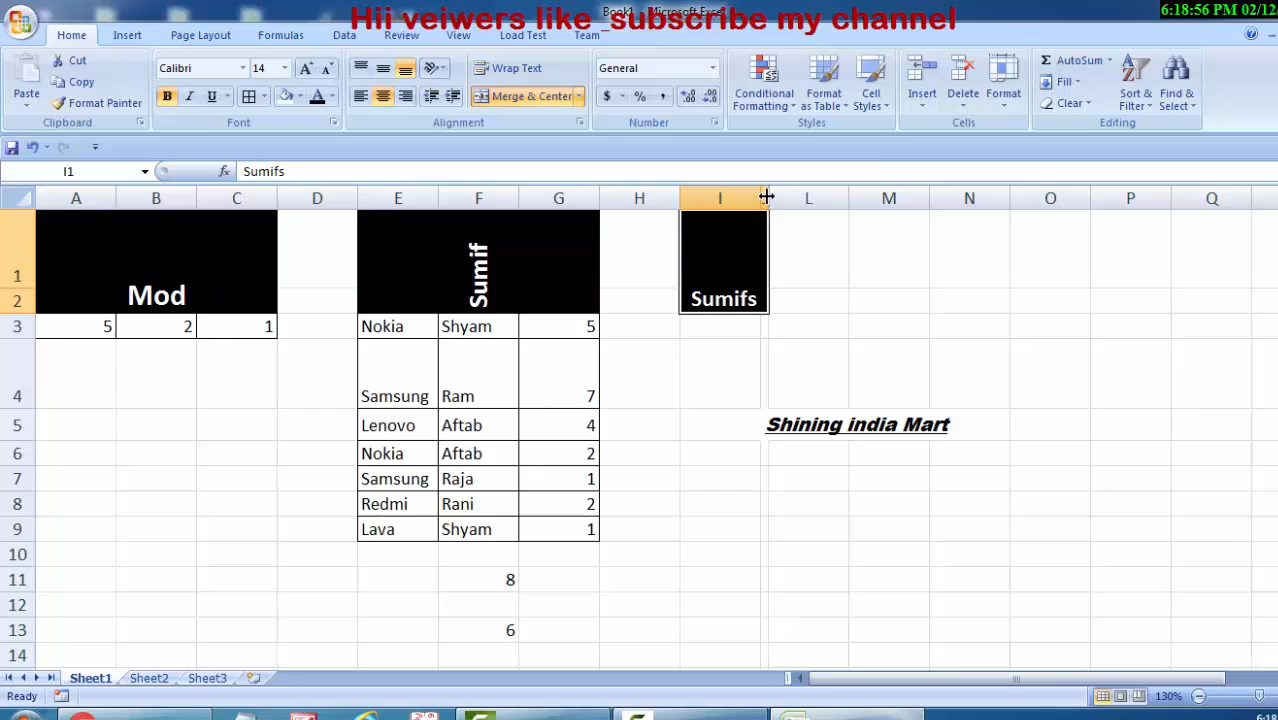 Book1 - Microsoft Excel
Hii veiwers like _subscribe my channel
6:18:56 PM 02/12
Home Insert Page Layout Formulas Data Review View Load Test Team
Paste Cut Calibri 14 Wrap Text General Conditional Formatting Format as Table Cell Styles Insert Delete Format Σ AutoSum Sort & Filter Find & Select
Copy Fill
Format Painter B I U Merge & Center $ % , Clear
Clipboard Font Alignment Number Styles Cells Editing
I1 fx Sumifs
A B C D E F G H I L M N O P Q
1 Mod Sumif Sumifs
2
3 5 2 1 Nokia Shyam 5
4 Samsung Ram 7
5 Lenovo Aftab 4 Shining india Mart
6 Nokia Aftab 2
7 Samsung Raja 1
8 Redmi Rani 2
9 Lava Shyam 1
10
11 8
12
13 6
14
Sheet1 Sheet2 Sheet3
Ready 130%